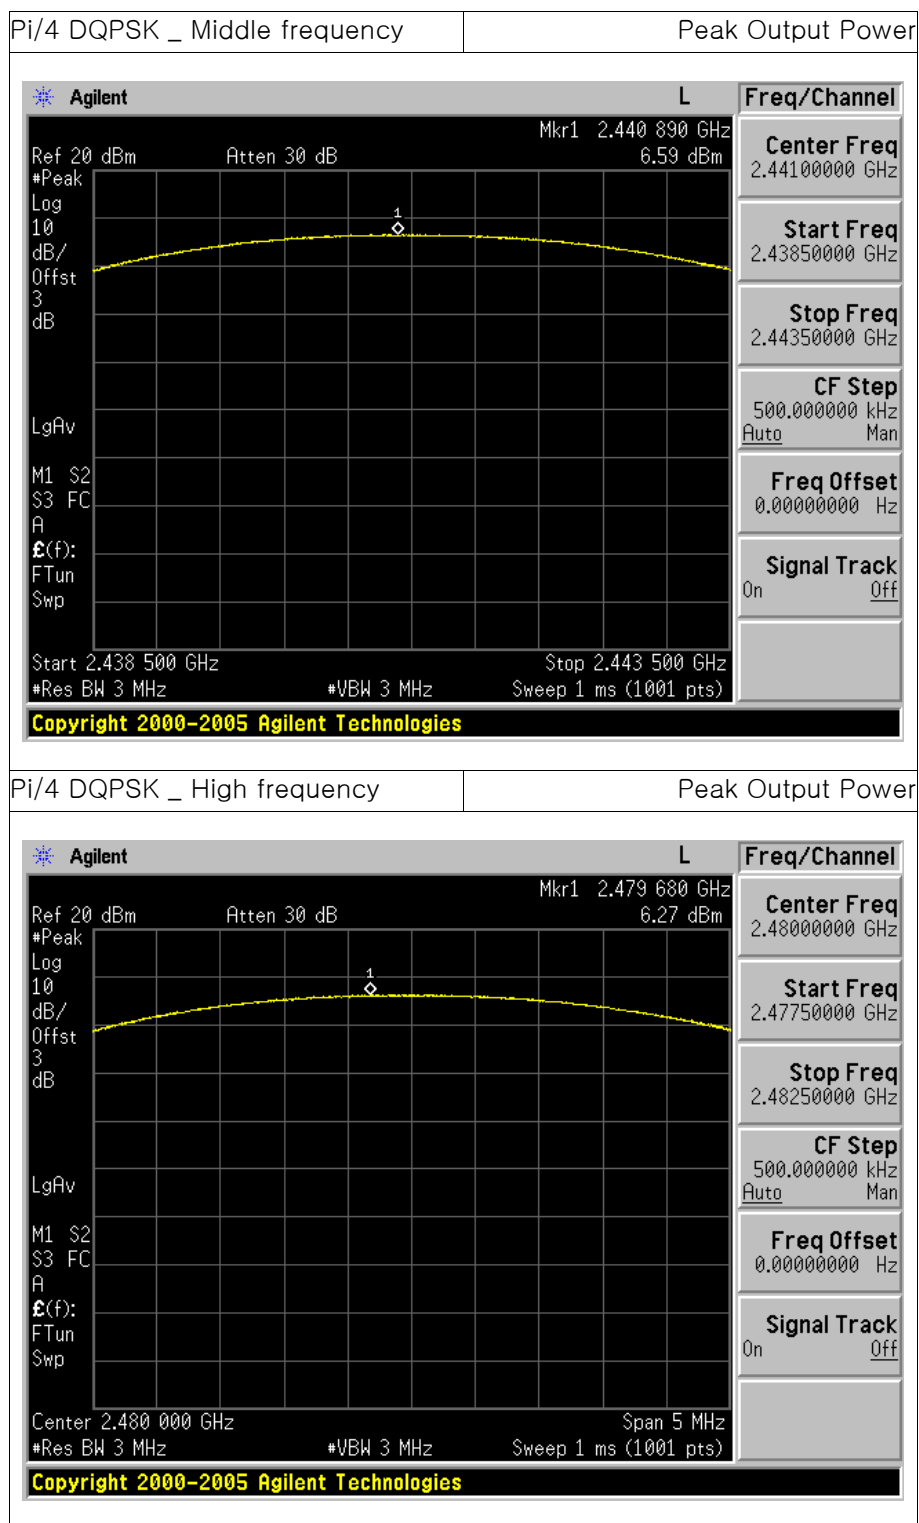 Pi/4 DQPSK _ Middle frequency Peak Output Power
Agilent L Freq/Channel
Mkr1 2.440 890 GHz
Ref 20 dBm Atten 30 dB 6.59 dBm
#Peak
Log
10
dB/
Offst
3
dB
LgAv
M1 S2
S3 FC
A
£(f):
FTun
Swp
1
Start 2.438 500 GHz Stop 2.443 500 GHz
#Res BW 3 MHz #VBW 3 MHz Sweep 1 ms (1001 pts)
Center Freq
2.44100000 GHz
Start Freq
2.43850000 GHz
Stop Freq
2.44350000 GHz
CF Step
500.000000 kHz
Auto Man
Freq Offset
0.00000000 Hz
Signal Track
On Off
Copyright 2000-2005 Agilent Technologies
Pi/4 DQPSK _ High frequency Peak Output Power
Agilent L Freq/Channel
Mkr1 2.479 680 GHz
Ref 20 dBm Atten 30 dB 6.27 dBm
#Peak
Log
10
dB/
Offst
3
dB
LgAv
M1 S2
S3 FC
A
£(f):
FTun
Swp
1
Center 2.480 000 GHz Span 5 MHz
#Res BW 3 MHz #VBW 3 MHz Sweep 1 ms (1001 pts)
Center Freq
2.48000000 GHz
Start Freq
2.47750000 GHz
Stop Freq
2.48250000 GHz
CF Step
500.000000 kHz
Auto Man
Freq Offset
0.00000000 Hz
Signal Track
On Off
Copyright 2000-2005 Agilent Technologies